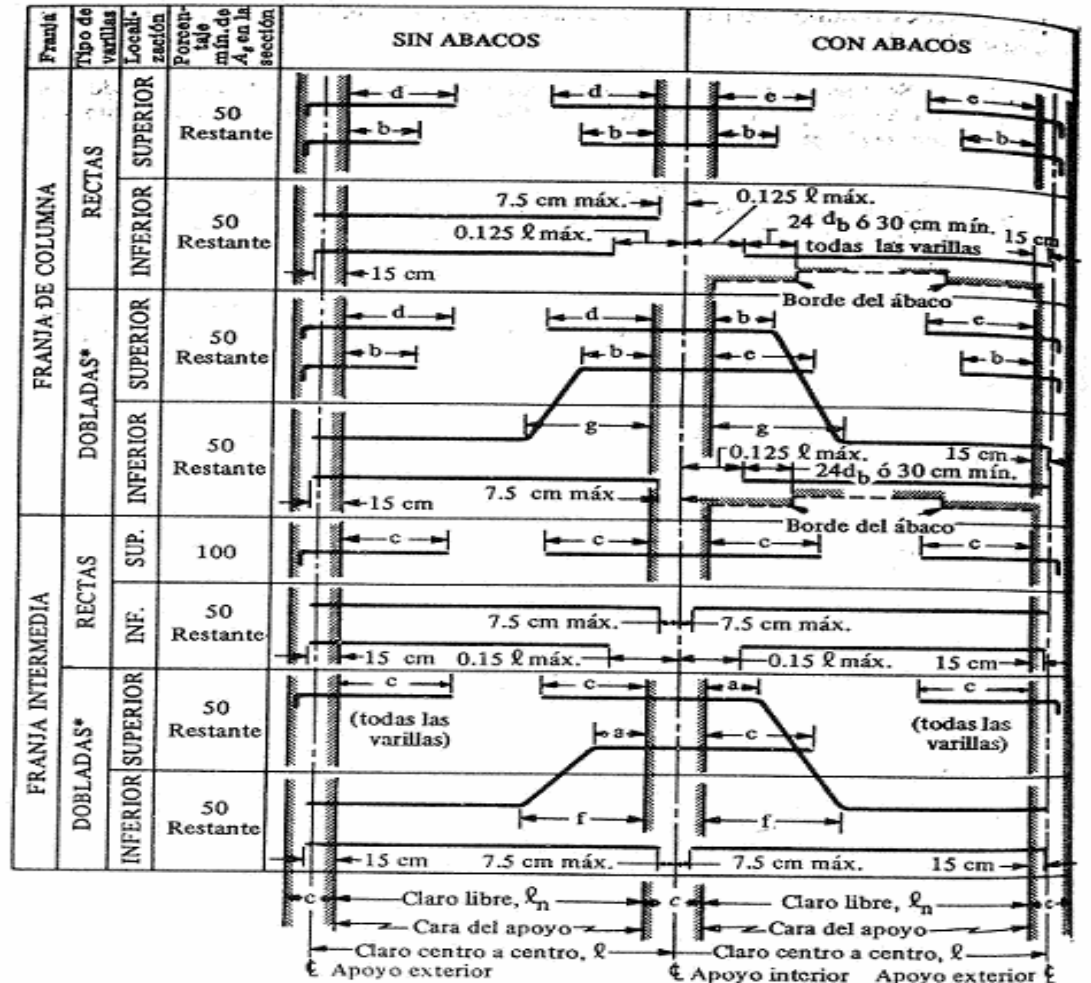 Franja
Tipo de varillas
Locali-zación
Porcen-taje mín. de As en la sección
SIN ABACOS
CON ABACOS
FRANJA DE COLUMNA
RECTAS
SUPERIOR
50
Restante
d
d
e
e
b
b
b
b
INFERIOR
50
Restante
7.5 cm máx.
0.125 ℓ máx.
0.125 ℓ máx.
24 db ó 30 cm mín.
todas las varillas
15 cm
15 cm
Borde del ábaco
DOBLADAS*
SUPERIOR
50
Restante
d
d
b
e
b
b
e
b
g
g
INFERIOR
50
Restante
0.125 ℓ máx.
15 cm
24db ó 30 cm mín.
15 cm
7.5 cm máx
Borde del ábaco
FRANJA INTERMEDIA
RECTAS
SUP.
100
c
c
c
c
INF.
50
Restante
7.5 cm máx.
7.5 cm máx.
15 cm
0.15 ℓ máx.
0.15 ℓ máx.
15 cm
DOBLADAS*
SUPERIOR
50
Restante
c
c
a
c
(todas las
varillas)
a
c
(todas las
varillas)
INFERIOR
50
Restante
f
f
15 cm
7.5 cm máx.
7.5 cm máx.
15 cm
c
Claro libre, ℓn
c
Claro libre, ℓn
c
Cara del apoyo
Cara del apoyo
Claro centro a centro, ℓ
Claro centro a centro, ℓ
℄ Apoyo exterior
℄ Apoyo interior
Apoyo exterior ℄